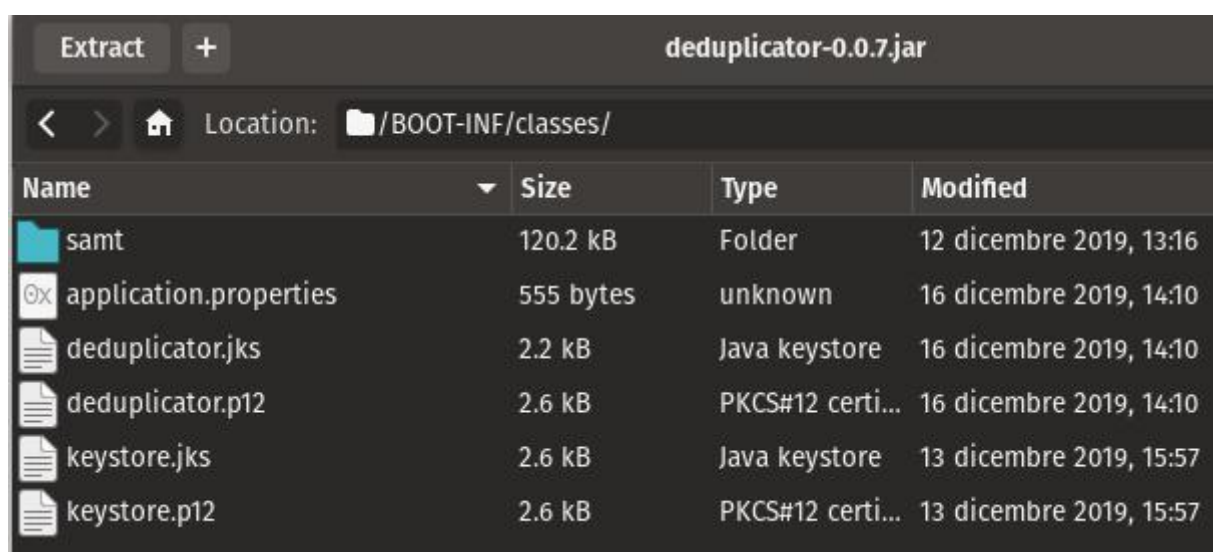 Extract + deduplicator-0.0.7.jar
Location: /BOOT-INF/classes/
Name Size Type Modified
samt 120.2 kB Folder 12 dicembre 2019, 13:16
0x application.properties 555 bytes unknown 16 dicembre 2019, 14:10
deduplicator.jks 2.2 kB Java keystore 16 dicembre 2019, 14:10
deduplicator.p12 2.6 kB PKCS#12 certi... 16 dicembre 2019, 14:10
keystore.jks 2.6 kB Java keystore 13 dicembre 2019, 15:57
keystore.p12 2.6 kB PKCS#12 certi... 13 dicembre 2019, 15:57